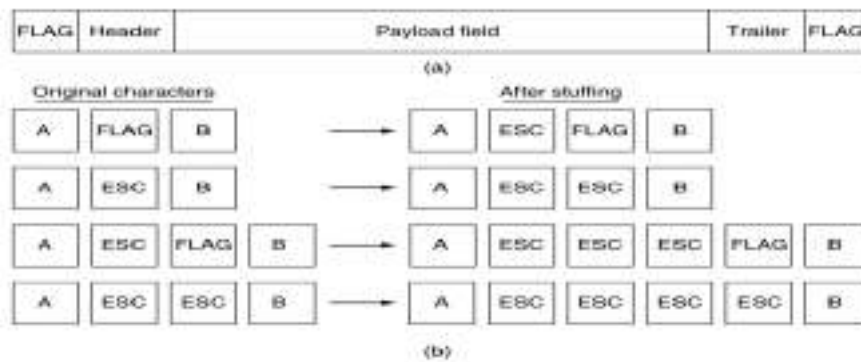 FLAG Header Payload field Trailer FLAG
(a)
Original characters After stuffing
A FLAG B A ESC FLAG B
A ESC B A ESC ESC B
A ESC FLAG B A ESC ESC ESC FLAG B
A ESC ESC B A ESC ESC ESC ESC B
(b)